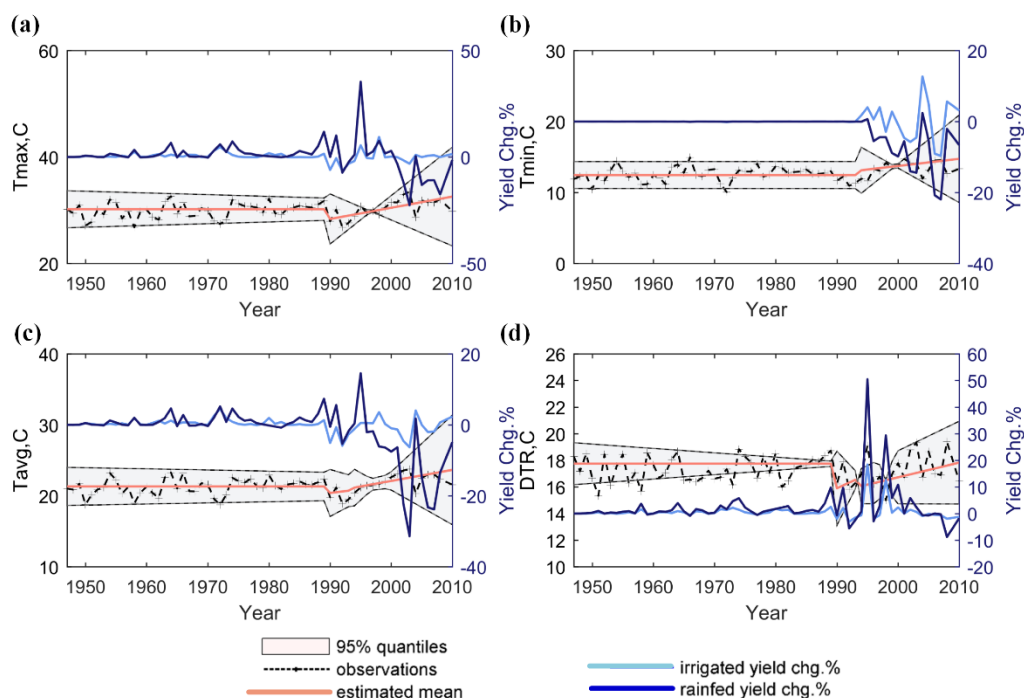 (a)
60
40
20
Tmax,C
50
0
-50
Yield Chg.%
1950 1960 1970 1980 1990 2000 2010
Year
(b)
30
20
10
0
Tmin,C
20
0
-20
-40
Yield Chg.%
1950 1960 1970 1980 1990 2000 2010
Year
(c)
40
30
20
10
Tavg,C
20
0
-20
-40
Yield Chg.%
1950 1960 1970 1980 1990 2000 2010
Year
(d)
26
24
22
20
18
16
14
12
DTR,C
60
50
40
30
20
10
0
-10
-20
Yield Chg.%
1950 1960 1970 1980 1990 2000 2010
Year
95% quantiles
observations
estimated mean
irrigated yield chg.%
rainfed yield chg.%